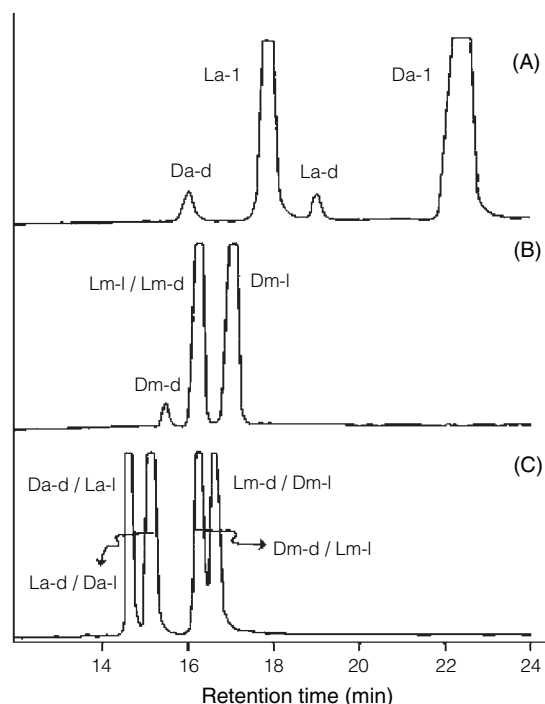 (A)
La-1
Da-1
Da-d
La-d
(B)
Lm-l / Lm-d
Dm-l
Dm-d
(C)
Da-d / La-l
Lm-d / Dm-l
Dm-d / Lm-l
La-d / Da-l
14 16 18 20 22 24
Retention time (min)